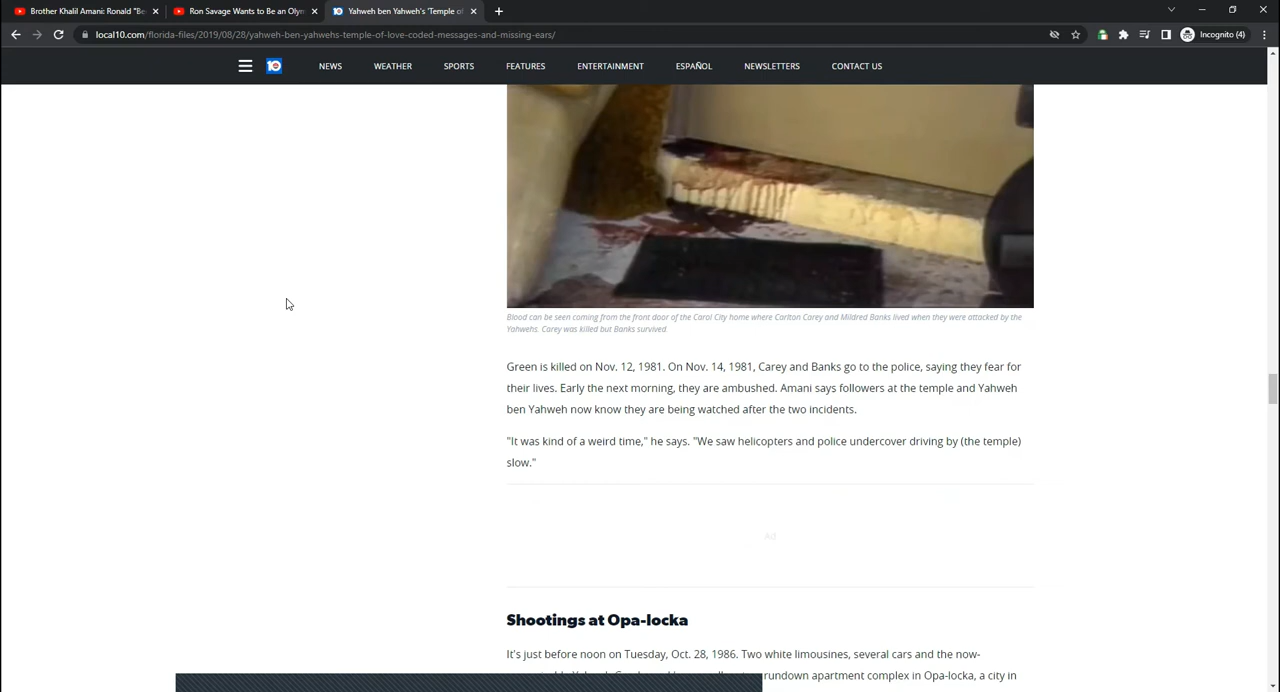 Brother Khalil Amani: Ronald "Be
Ron Savage Wants to Be an Olym
Yahweh ben Yahweh's 'Temple of
local10.com/florida-files/2019/08/28/yahweh-ben-yahwehs-temple-of-love-coded-messages-and-missing-ears/
Incognito (4)
10
NEWS
WEATHER
SPORTS
FEATURES
ENTERTAINMENT
ESPAÑOL
NEWSLETTERS
CONTACT US
Blood can be seen coming from the front door of the Carol City home where Carlton Carey and Mildred Banks lived when they were attacked by the
Yahwehs. Carey was killed but Banks survived.
Green is killed on Nov. 12, 1981. On Nov. 14, 1981, Carey and Banks go to the police, saying they fear for
their lives. Early the next morning, they are ambushed. Amani says followers at the temple and Yahweh
ben Yahweh now know they are being watched after the two incidents.
"It was kind of a weird time," he says. "We saw helicopters and police undercover driving by (the temple)
slow."
Ad
Shootings at Opa-locka
It's just before noon on Tuesday, Oct. 28, 1986. Two white limousines, several cars and the now-
rundown apartment complex in Opa-locka, a city in